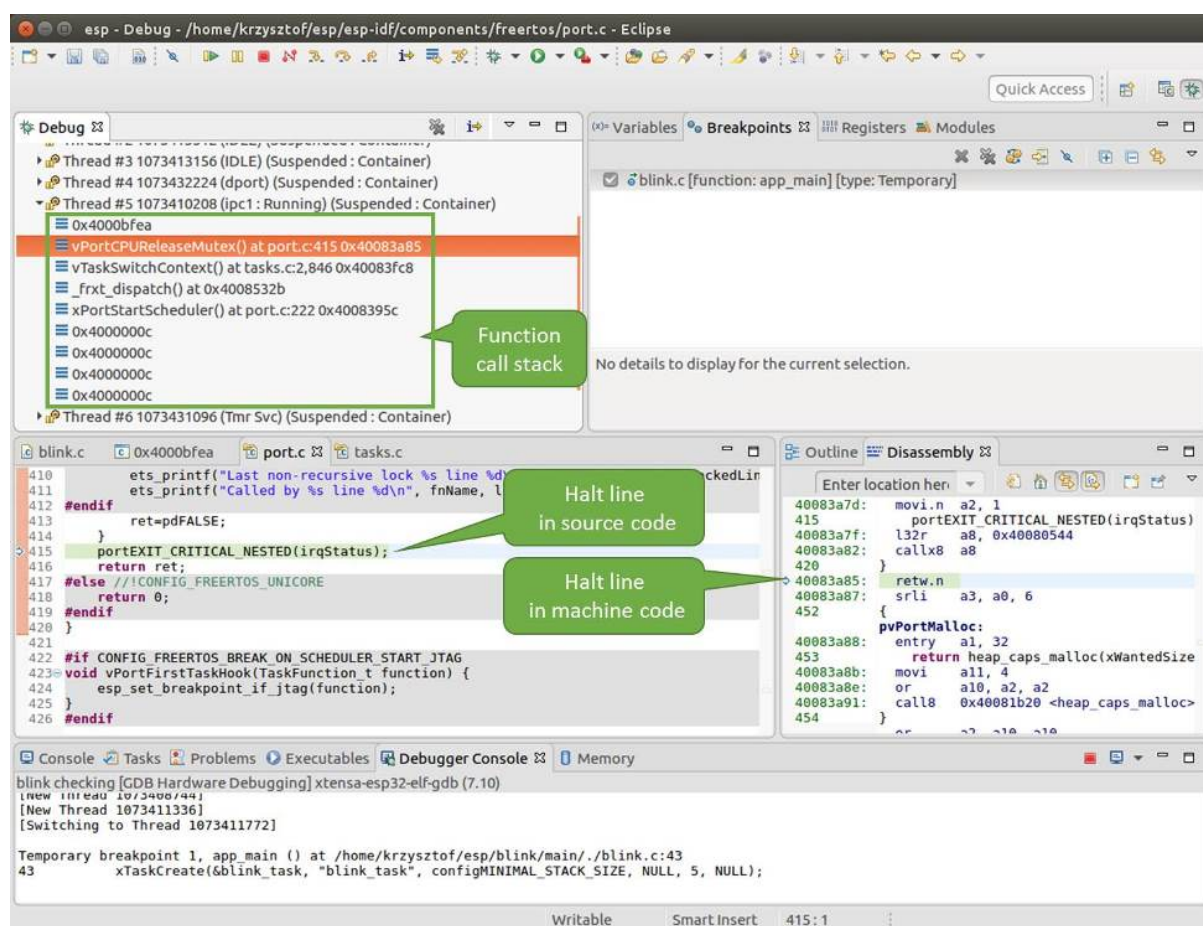 esp - Debug - /home/krzysztof/esp/esp-idf/components/freertos/port.c - Eclipse
Quick Access
Debug
Thread #3 1073413156 (IDLE) (Suspended : Container)
Thread #4 1073432224 (dport) (Suspended : Container)
Thread #5 1073410208 (ipc1 : Running) (Suspended : Container)
0x4000bfea
vPortCPUReleaseMutex() at port.c:415 0x40083a85
vTaskSwitchContext() at tasks.c:2,846 0x40083fc8
_frxt_dispatch() at 0x4008532b
xPortStartScheduler() at port.c:222 0x4008395c
0x4000000c
0x4000000c
0x4000000c
0x4000000c
Thread #6 1073431096 (Tmr Svc) (Suspended : Container)
Function
call stack
(x)= Variables Breakpoints Registers Modules
blink.c [function: app_main] [type: Temporary]
No details to display for the current selection.
blink.c 0x4000bfea port.c tasks.c
410 ets_printf("Last non-recursive lock %s line %d ckedLin
411 ets_printf("Called by %s line %d\n", fnName, l
412 #endif
413 ret=pdFALSE;
414 }
415 portEXIT_CRITICAL_NESTED(irqStatus);
416 return ret;
417 #else //!CONFIG_FREERTOS_UNICORE
418 return 0;
419 #endif
420 }
421
422 #if CONFIG_FREERTOS_BREAK_ON_SCHEDULER_START_JTAG
423 void vPortFirstTaskHook(TaskFunction_t function) {
424 esp_set_breakpoint_if_jtag(function);
425 }
426 #endif
Halt line
in source code
Halt line
in machine code
Outline Disassembly
Enter location her
40083a7d: movi.n a2, 1
415 portEXIT_CRITICAL_NESTED(irqStatus)
40083a7f: l32r a8, 0x40080544
40083a82: callx8 a8
420 }
40083a85: retw.n
40083a87: srli a3, a0, 6
452 {
pvPortMalloc:
40083a88: entry a1, 32
453 return heap_caps_malloc(xWantedSize
40083a8b: movi a11, 4
40083a8e: or a10, a2, a2
40083a91: call8 0x40081b20 <heap_caps_malloc>
454 }
Console Tasks Problems Executables Debugger Console Memory
blink checking [GDB Hardware Debugging] xtensa-esp32-elf-gdb (7.10)
[New Thread 1073408744]
[New Thread 1073411336]
[Switching to Thread 1073411772]
Temporary breakpoint 1, app_main () at /home/krzysztof/esp/blink/main/./blink.c:43
43 xTaskCreate(&blink_task, "blink_task", configMINIMAL_STACK_SIZE, NULL, 5, NULL);
Writable Smart Insert 415 : 1